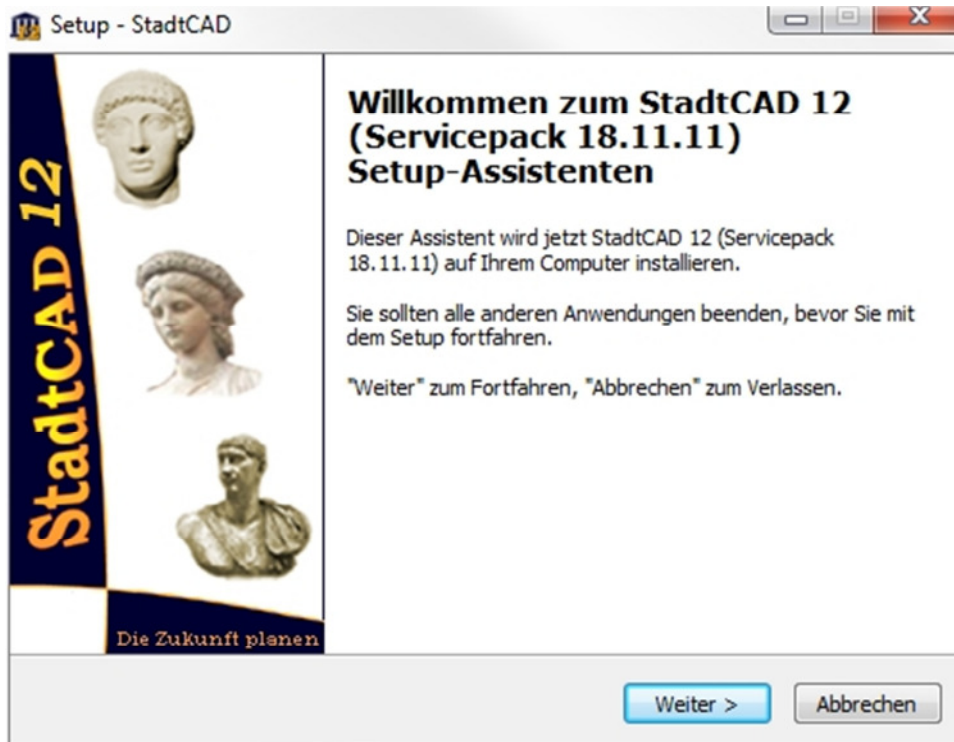 Setup - StadtCAD
Willkommen zum StadtCAD 12
(Servicepack 18.11.11)
Setup-Assistenten
Dieser Assistent wird jetzt StadtCAD 12 (Servicepack
18.11.11) auf Ihrem Computer installieren.
Sie sollten alle anderen Anwendungen beenden, bevor Sie mit
dem Setup fortfahren.
"Weiter" zum Fortfahren, "Abbrechen" zum Verlassen.
StadtCAD 12
Die Zukunft planen
Weiter >
Abbrechen